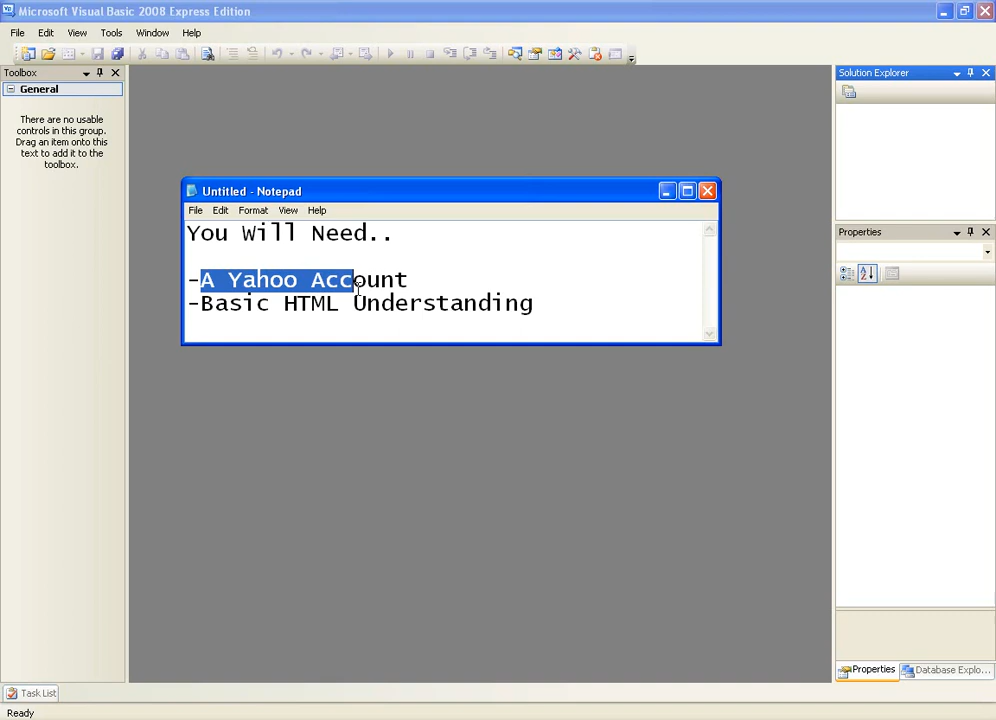 Microsoft Visual Basic 2008 Express Edition
File Edit View Tools Window Help
Toolbox
General
There are no usable
controls in this group.
Drag an item onto this
text to add it to the
toolbox.
Untitled - Notepad
File Edit Format View Help
You Will Need..
-A Yahoo Account
-Basic HTML Understanding
Solution Explorer
Properties
Properties Database Explo...
Task List
Ready